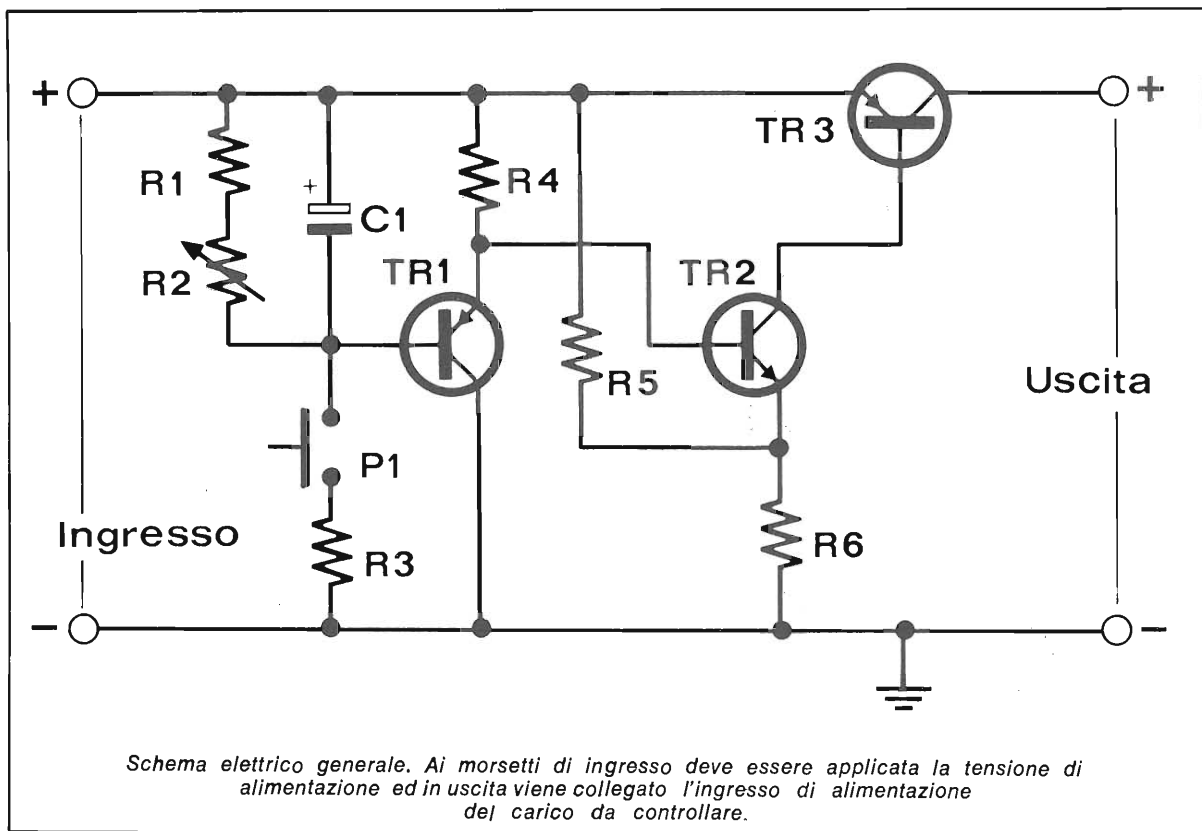 +
+
TR3
R1
+
C1
R4
R2
TR1
TR2
R5
Uscita
P1
Ingresso
R3
R6
-
-
Schema elettrico generale. Ai morsetti di ingresso deve essere applicata la tensione di
alimentazione ed in uscita viene collegato l'ingresso di alimentazione
del carico da controllare.